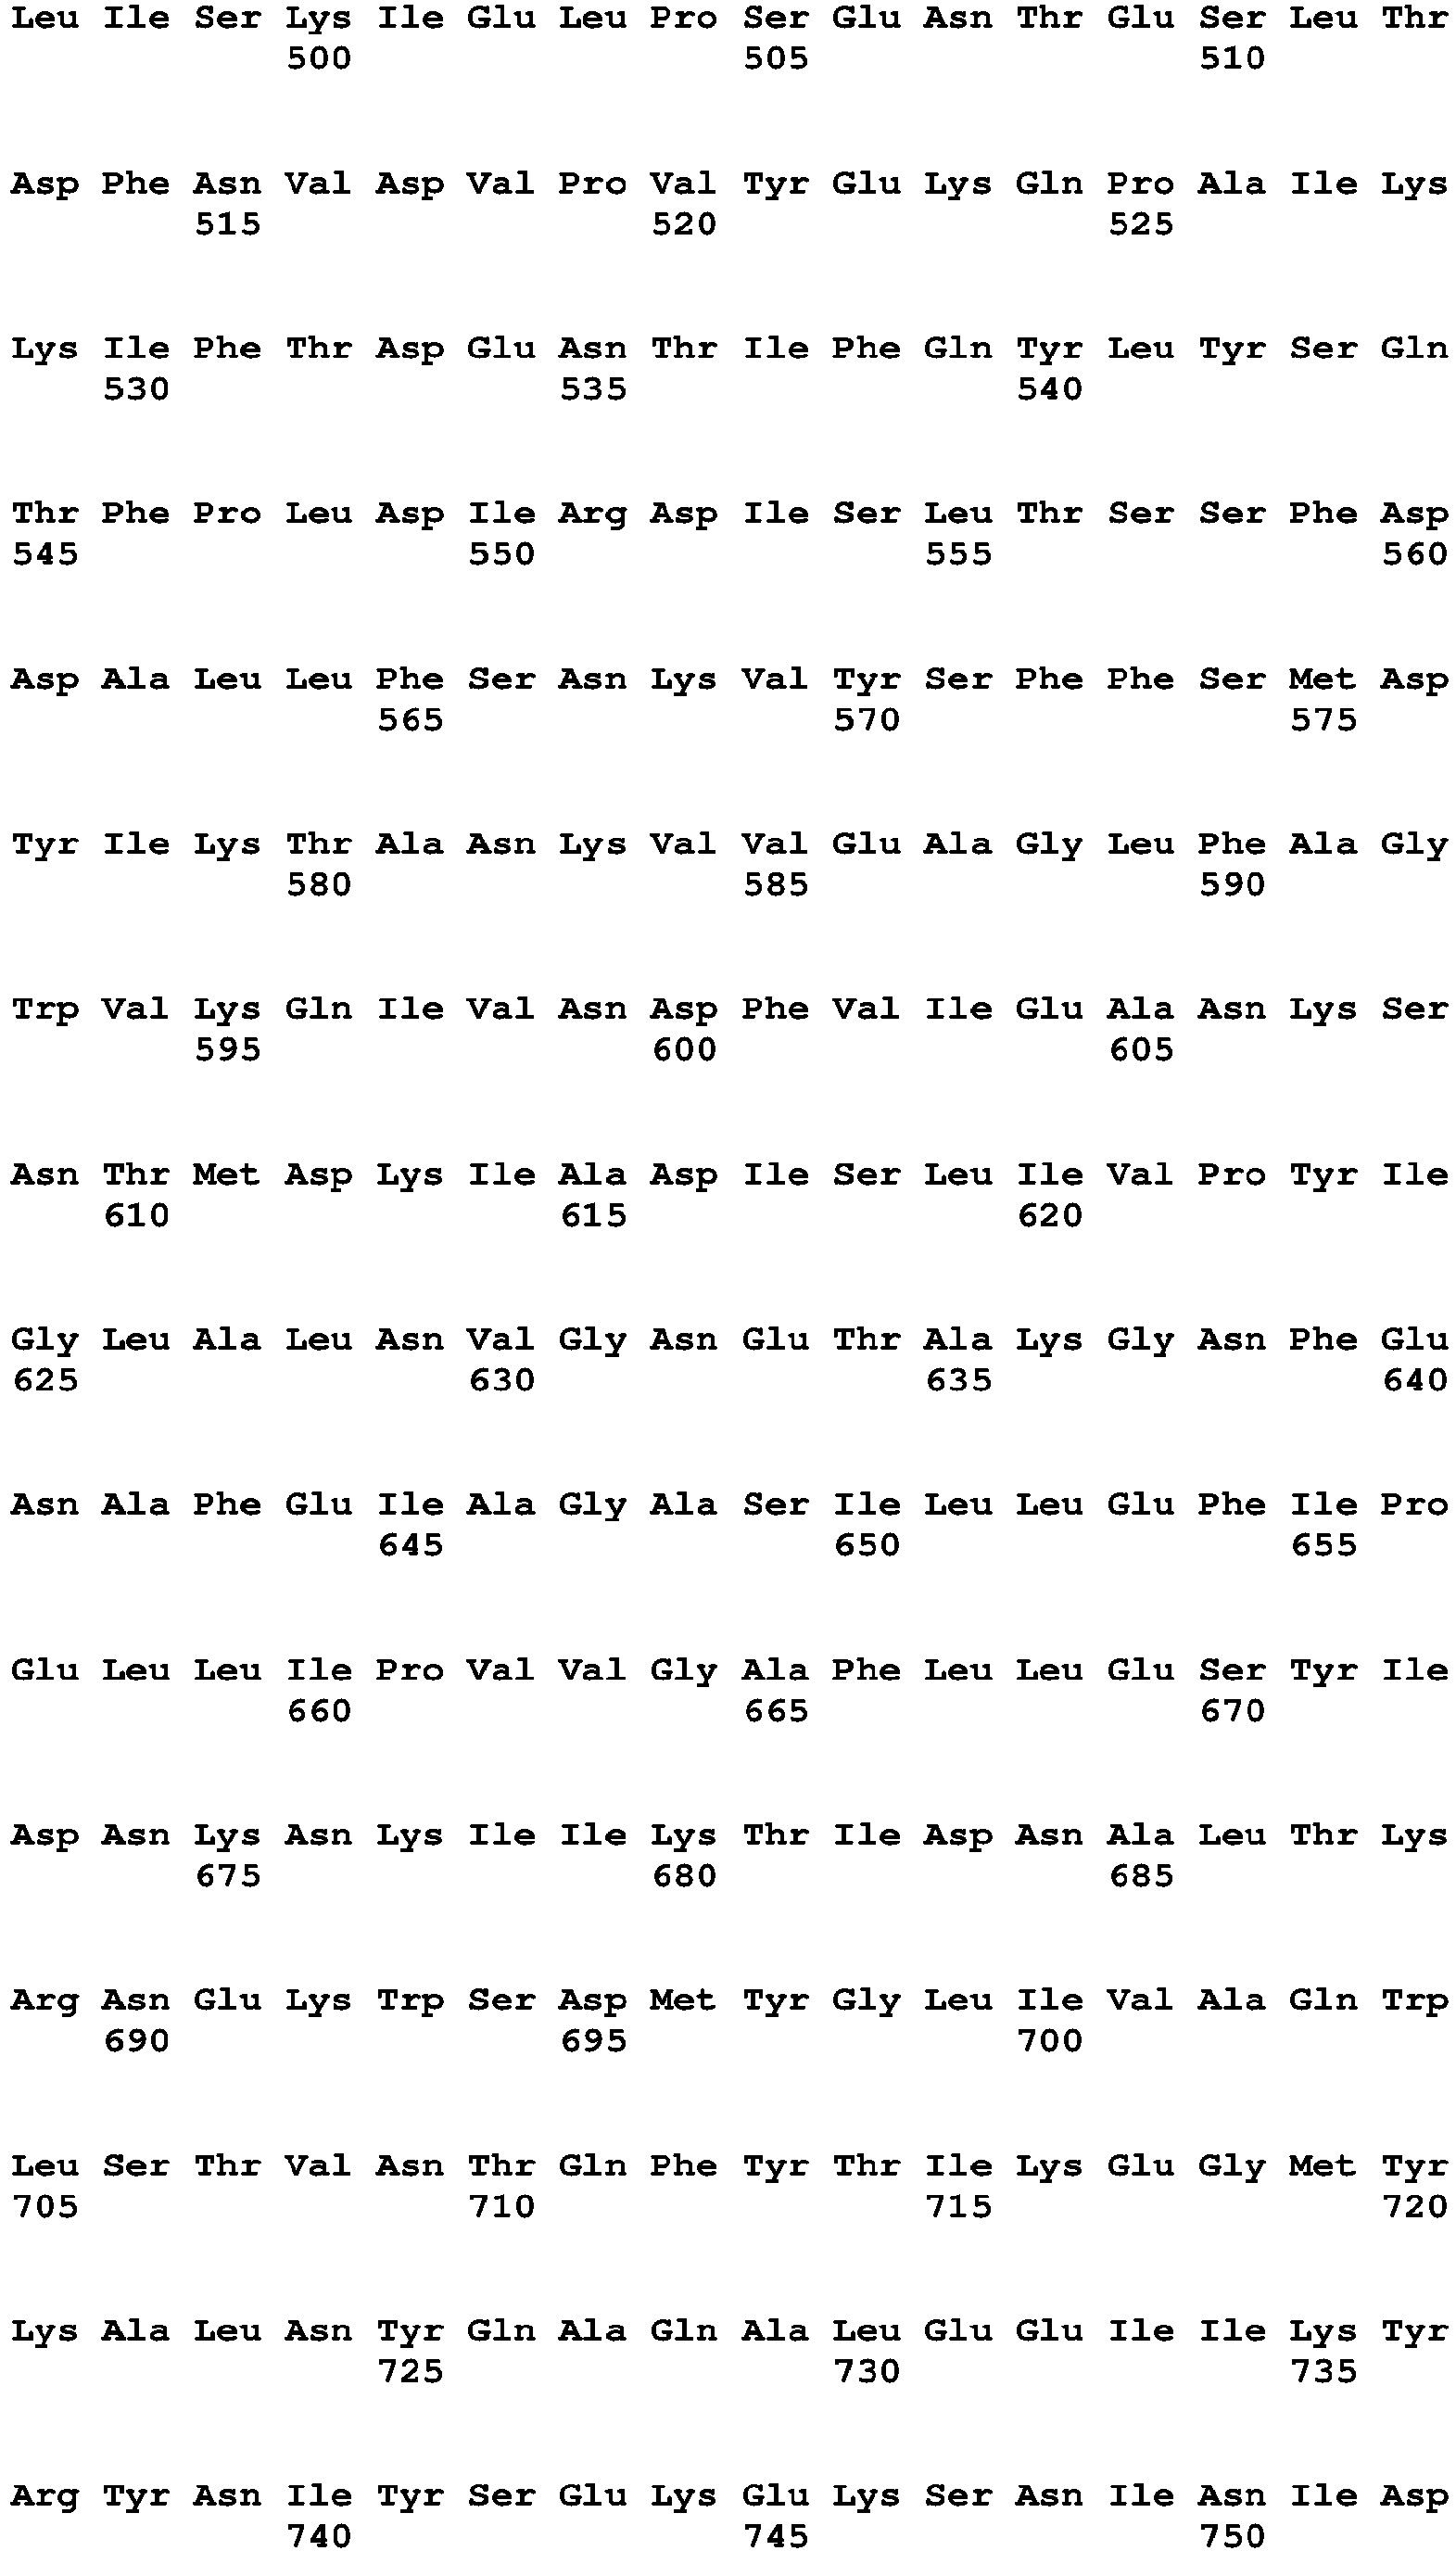 Leu Ile Ser Lys Ile Glu Leu Pro Ser Glu Asn Thr Glu Ser Leu Thr
500 505 510
Asp Phe Asn Val Asp Val Pro Val Tyr Glu Lys Gln Pro Ala Ile Lys
515 520 525
Lys Ile Phe Thr Asp Glu Asn Thr Ile Phe Gln Tyr Leu Tyr Ser Gln
530 535 540
Thr Phe Pro Leu Asp Ile Arg Asp Ile Ser Leu Thr Ser Ser Phe Asp
545 550 555 560
Asp Ala Leu Leu Phe Ser Asn Lys Val Tyr Ser Phe Phe Ser Met Asp
565 570 575
Tyr Ile Lys Thr Ala Asn Lys Val Val Glu Ala Gly Leu Phe Ala Gly
580 585 590
Trp Val Lys Gln Ile Val Asn Asp Phe Val Ile Glu Ala Asn Lys Ser
595 600 605
Asn Thr Met Asp Lys Ile Ala Asp Ile Ser Leu Ile Val Pro Tyr Ile
610 615 620
Gly Leu Ala Leu Asn Val Gly Asn Glu Thr Ala Lys Gly Asn Phe Glu
625 630 635 640
Asn Ala Phe Glu Ile Ala Gly Ala Ser Ile Leu Leu Glu Phe Ile Pro
645 650 655
Glu Leu Leu Ile Pro Val Val Gly Ala Phe Leu Leu Glu Ser Tyr Ile
660 665 670
Asp Asn Lys Asn Lys Ile Ile Lys Thr Ile Asp Asn Ala Leu Thr Lys
675 680 685
Arg Asn Glu Lys Trp Ser Asp Met Tyr Gly Leu Ile Val Ala Gln Trp
690 695 700
Leu Ser Thr Val Asn Thr Gln Phe Tyr Thr Ile Lys Glu Gly Met Tyr
705 710 715 720
Lys Ala Leu Asn Tyr Gln Ala Gln Ala Leu Glu Glu Ile Ile Lys Tyr
725 730 735
Arg Tyr Asn Ile Tyr Ser Glu Lys Glu Lys Ser Asn Ile Asn Ile Asp
740 745 750